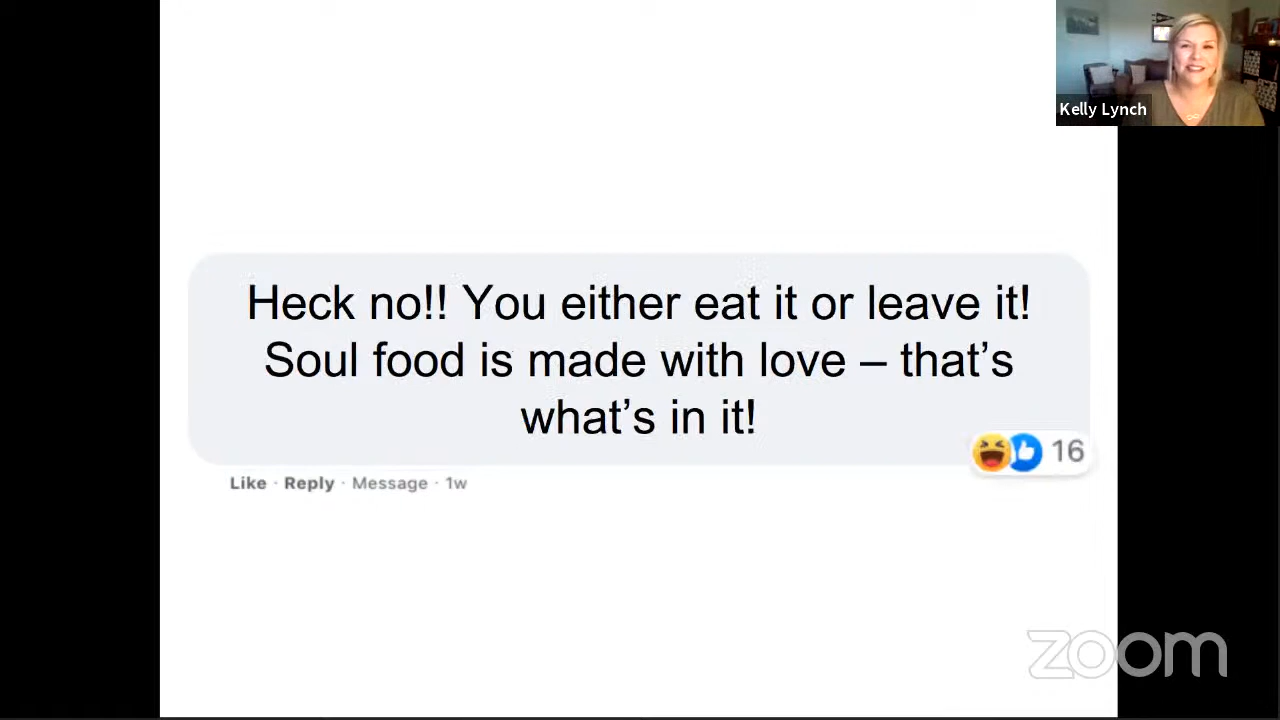 Kelly Lynch
Heck no!! You either eat it or leave it!
Soul food is made with love – that’s
what’s in it!
16
Like · Reply · Message · 1w
zoom